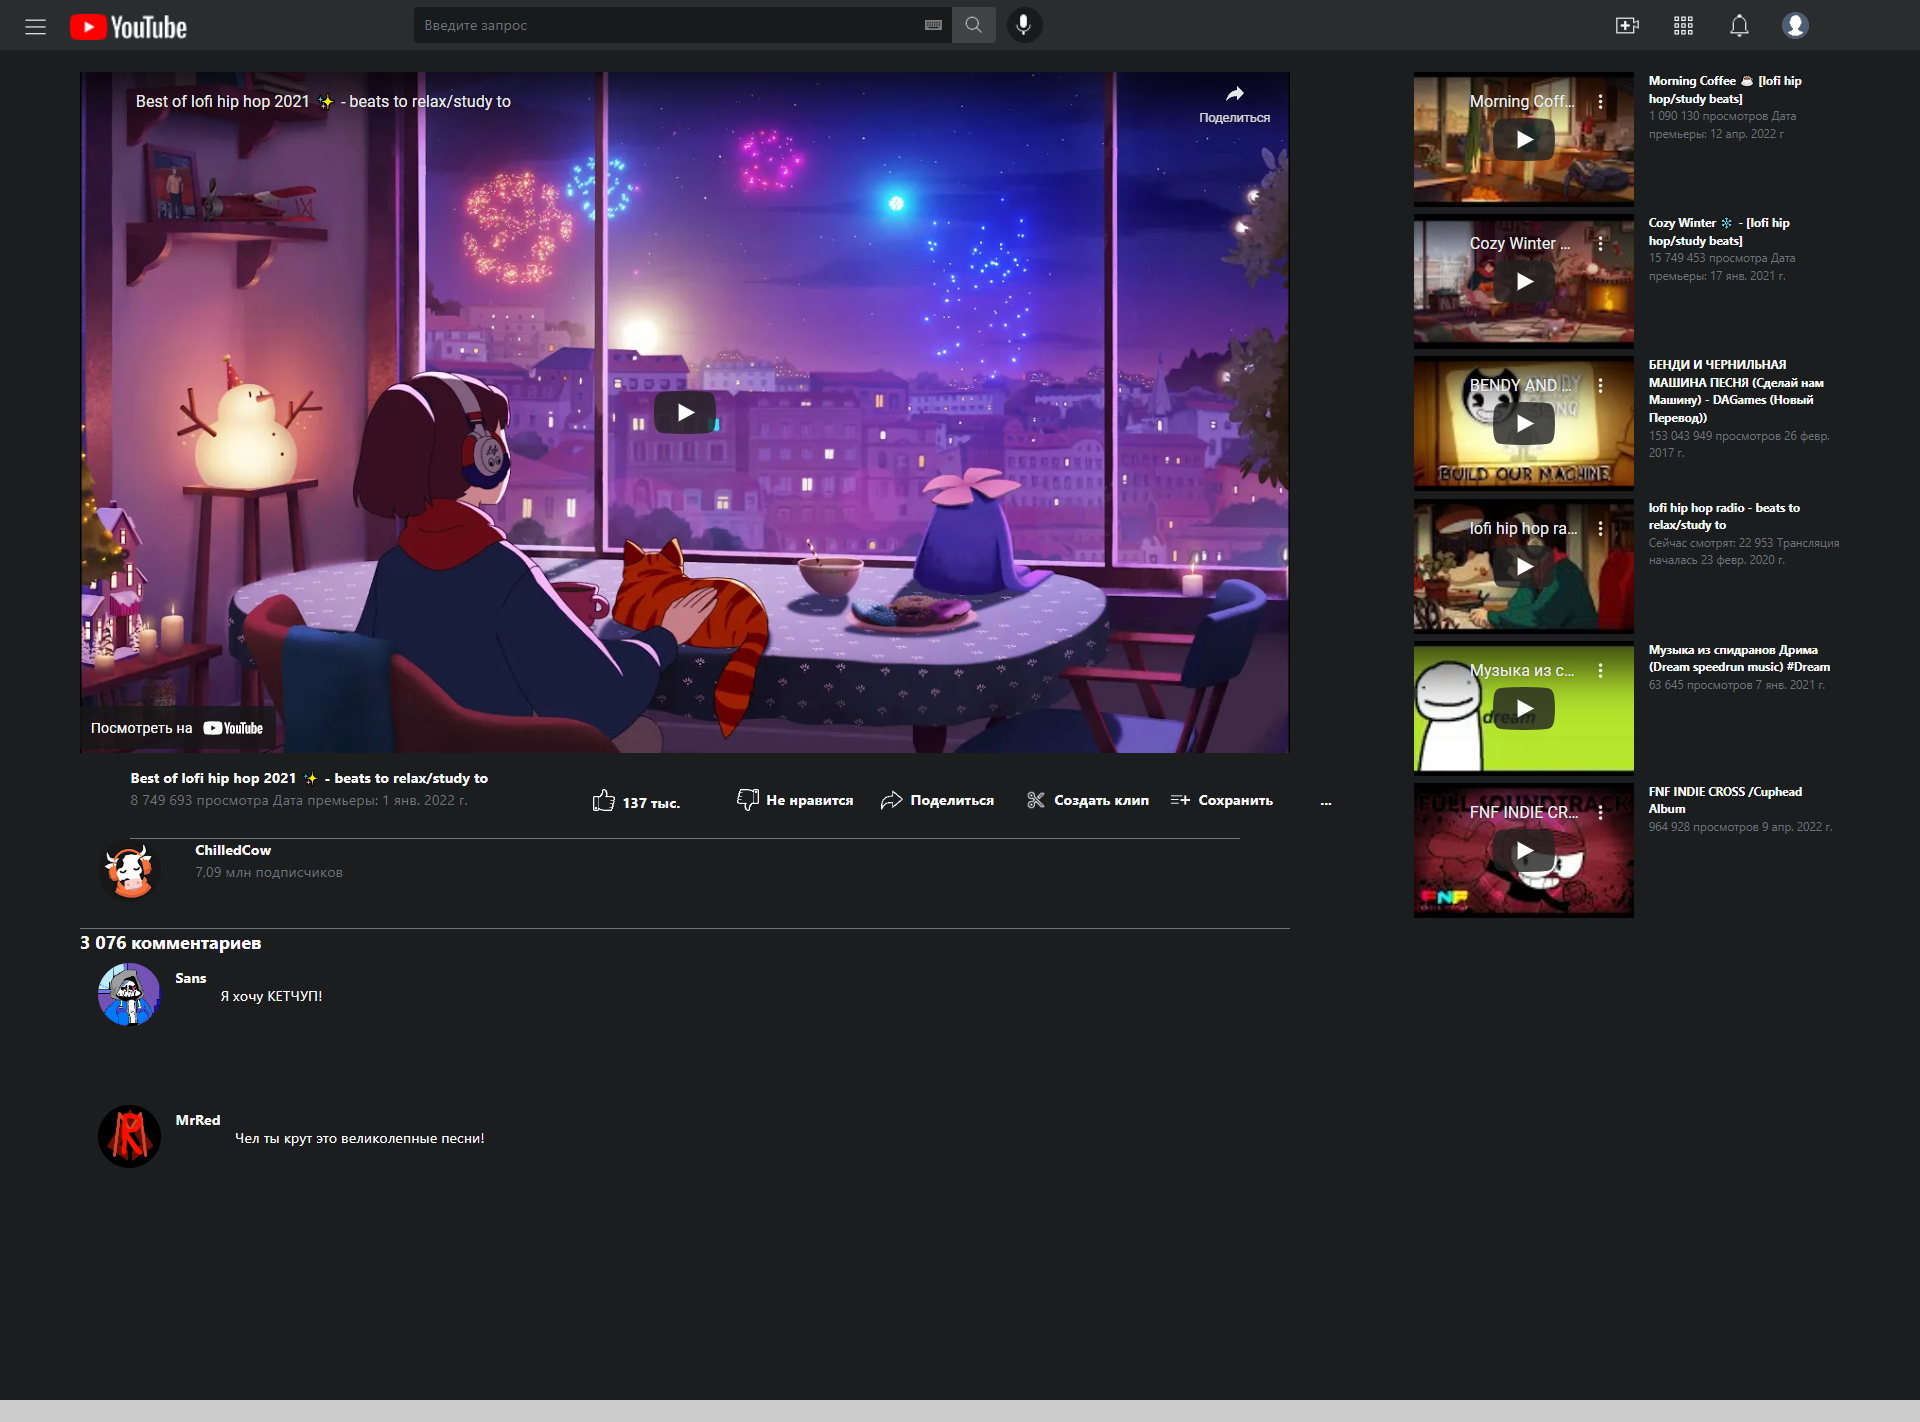 YouTube
Введите запрос
Best of lofi hip hop 2021 ✨ - beats to relax/study to
Поделиться
Посмотреть на YouTube
Best of lofi hip hop 2021 ✨ - beats to relax/study to
8 749 693 просмотра Дата премьеры: 1 янв. 2022 г.
137 тыс.
Не нравится
Поделиться
Создать клип
Сохранить
...
ChilledCow
7,09 млн подписчиков
3 076 комментариев
Sans
Я хочу КЕТЧУП!
MrRed
Чел ты крут это великолепные песни!
Morning Coff...
Morning Coffee ☕ [lofi hip
hop/study beats]
1 090 130 просмотров Дата
премьеры: 12 апр. 2022 г
Cozy Winter ...
Cozy Winter ❄ - [lofi hip
hop/study beats]
15 749 453 просмотра Дата
премьеры: 17 янв. 2021 г.
BENDY AND ...
SONG
BUILD OUR MACHINE
БЕНДИ И ЧЕРНИЛЬНАЯ
МАШИНА ПЕСНЯ (Сделай нам
Машину) - DAGames (Новый
Перевод))
153 043 949 просмотров 26 февр.
2017 г.
lofi hip hop ra...
lofi hip hop radio - beats to
relax/study to
Сейчас смотрят: 22 953 Трансляция
началась 23 февр. 2020 г.
Музыка из с...
dream
Музыка из спидранов Дрима
(Dream speedrun music) #Dream
63 645 просмотров 7 янв. 2021 г.
FULL SOUNDTRACK
FNF INDIE CR...
FNF
FNF INDIE CROSS /Cuphead
Album
964 928 просмотров 9 апр. 2022 г.